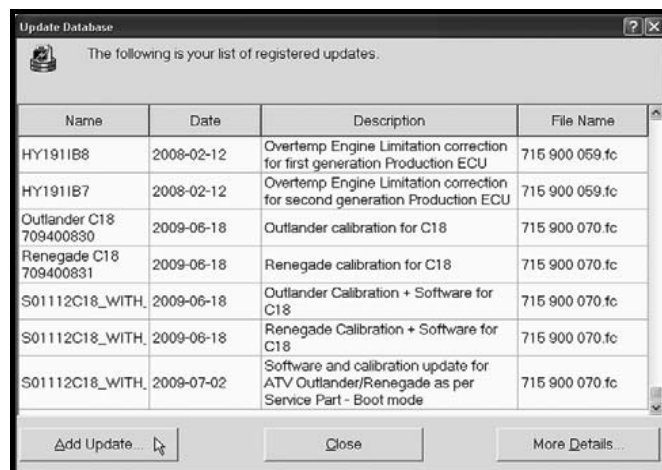 Update Database
The following is your list of registered updates.
Name Date Description File Name
HY191IB8 2008-02-12 Overtemp Engine Limitation correction 715 900 059.fc
for first generation Production ECU
HY191IB7 2008-02-12 Overtemp Engine Limitation correction 715 900 059.fc
for second generation Production ECU
Outlander C18
709400830 2009-06-18 Outlander calibration for C18 715 900 070.fc
Renegade C18
709400831 2009-06-18 Renegade calibration for C18 715 900 070.fc
S01112C18_WITH_ 2009-06-18 Outlander Calibration + Software for 715 900 070.fc
C18
S01112C18_WITH_ 2009-06-18 Renegade Calibration + Software for 715 900 070.fc
C18
S01112C18_WITH_ 2009-07-02 Software and calibration update for
ATV Outlander/Renegade as per 715 900 070.fc
Service Part - Boot mode
Add Update... Close More Details...